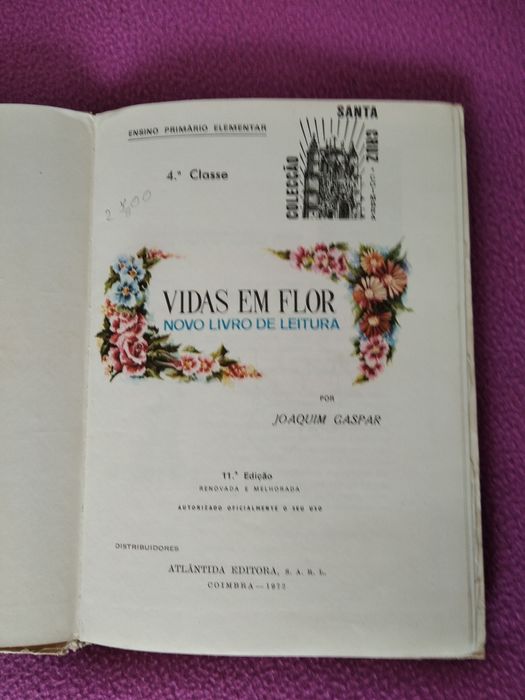 ENSINO PRIMÁRIO ELEMENTAR
COLECÇÃO
SANTA
CRUZ
4.ª Classe
VIDAS EM FLOR
NOVO LIVRO DE LEITURA
POR
JOAQUIM GASPAR
11.ª Edição
RENOVADA E MELHORADA
AUTORIZADO OFICIALMENTE O SEU USO
DISTRIBUIDORES
ATLÂNTIDA EDITORA, S. A. R. L.
COIMBRA — 1972